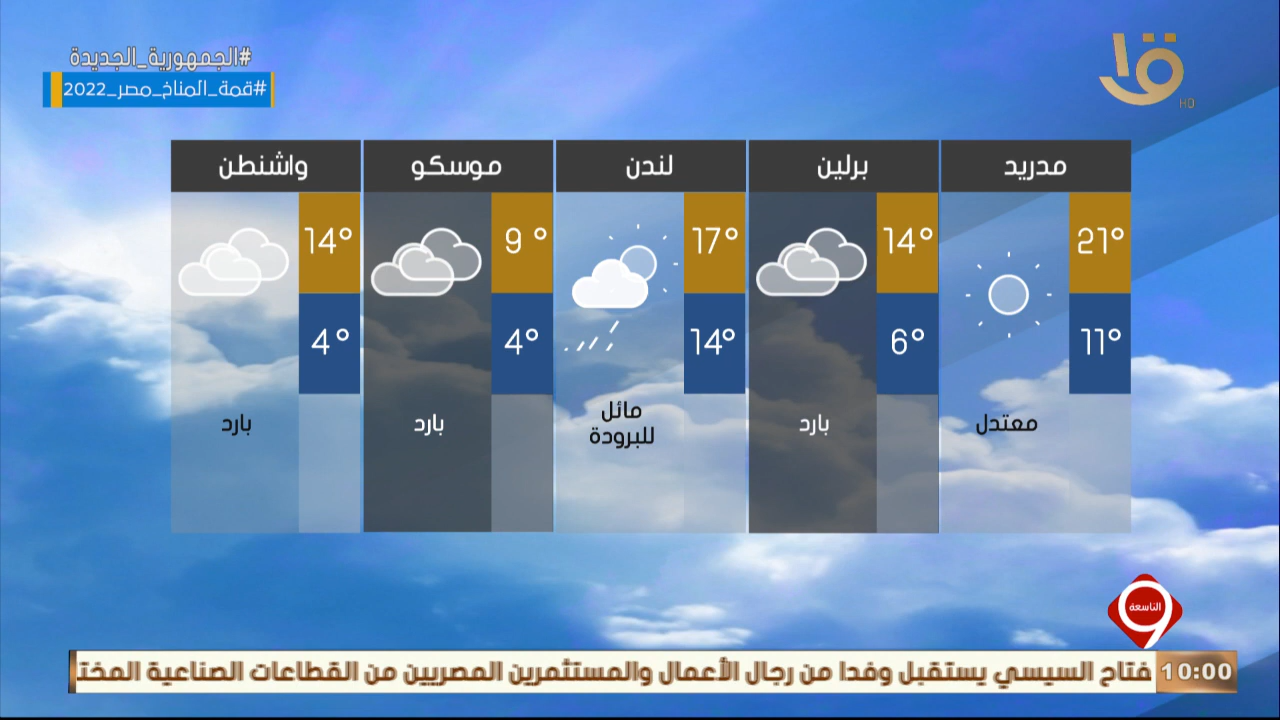 #الجمهورية_الجديدة
#قمة_المناخ_مصر_2022
HD
مدريد
21°
11°
معتدل
برلين
14°
6°
بارد
لندن
17°
14°
مائل
للبرودة
موسكو
9°
4°
بارد
واشنطن
14°
4°
بارد
التاسعة
9
10:00 فتاح السيسي يستقبل وفدا من رجال الأعمال والمستثمرين المصريين من القطاعات الصناعية المخت